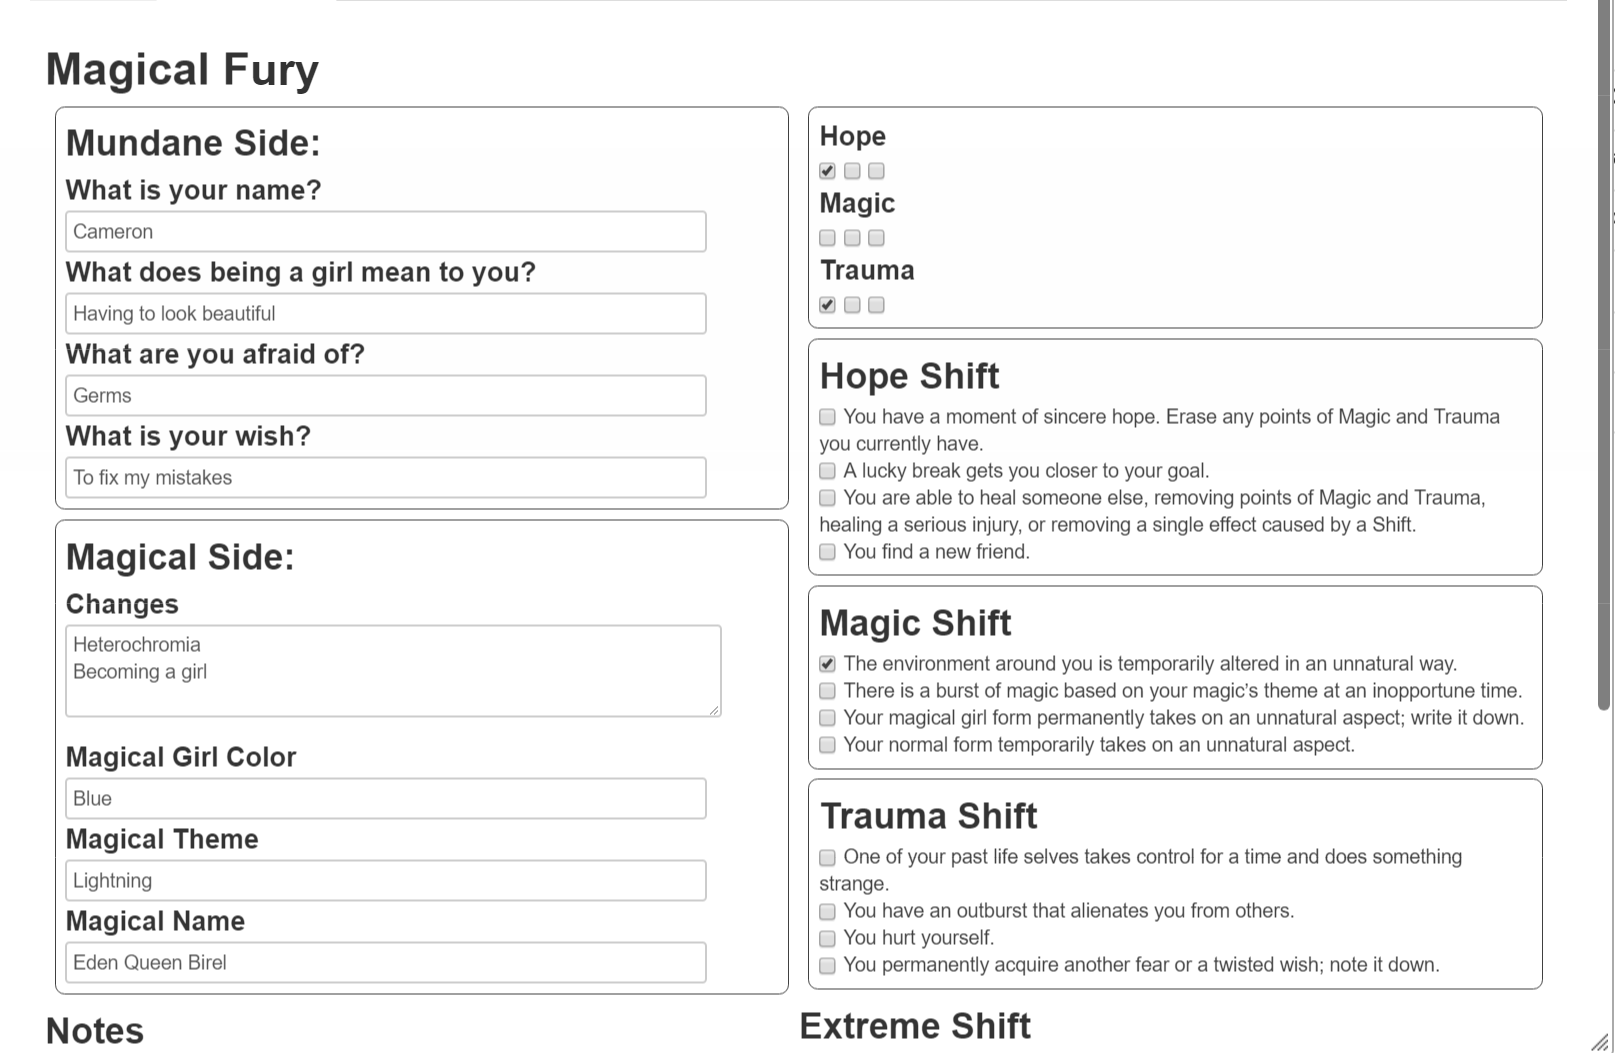 Magical Fury
Mundane Side:
What is your name?
Cameron
What does being a girl mean to you?
Having to look beautiful
What are you afraid of?
Germs
What is your wish?
To fix my mistakes
Magical Side:
Changes
Heterochromia
Becoming a girl
Magical Girl Color
Blue
Magical Theme
Lightning
Magical Name
Eden Queen Birel
Notes
Hope
Magic
Trauma
Hope Shift
You have a moment of sincere hope. Erase any points of Magic and Trauma
you currently have.
A lucky break gets you closer to your goal.
You are able to heal someone else, removing points of Magic and Trauma,
healing a serious injury, or removing a single effect caused by a Shift.
You find a new friend.
Magic Shift
The environment around you is temporarily altered in an unnatural way.
There is a burst of magic based on your magic’s theme at an inopportune time.
Your magical girl form permanently takes on an unnatural aspect; write it down.
Your normal form temporarily takes on an unnatural aspect.
Trauma Shift
One of your past life selves takes control for a time and does something
strange.
You have an outburst that alienates you from others.
You hurt yourself.
You permanently acquire another fear or a twisted wish; note it down.
Extreme Shift